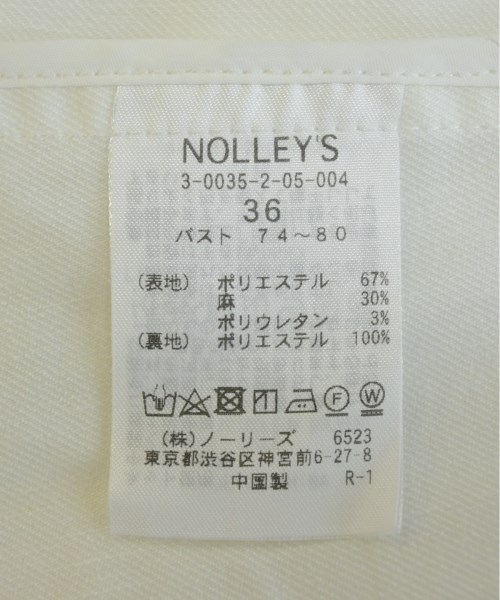 NOLLEY'S
3-0035-2-05-004
36
バスト 74～80
(表地) ポリエステル 67%
麻 30%
ポリウレタン 3%
(裏地) ポリエステル 100%
F W
(株)ノーリーズ 6523
東京都渋谷区神宮前6-27-8
中国製 R-1